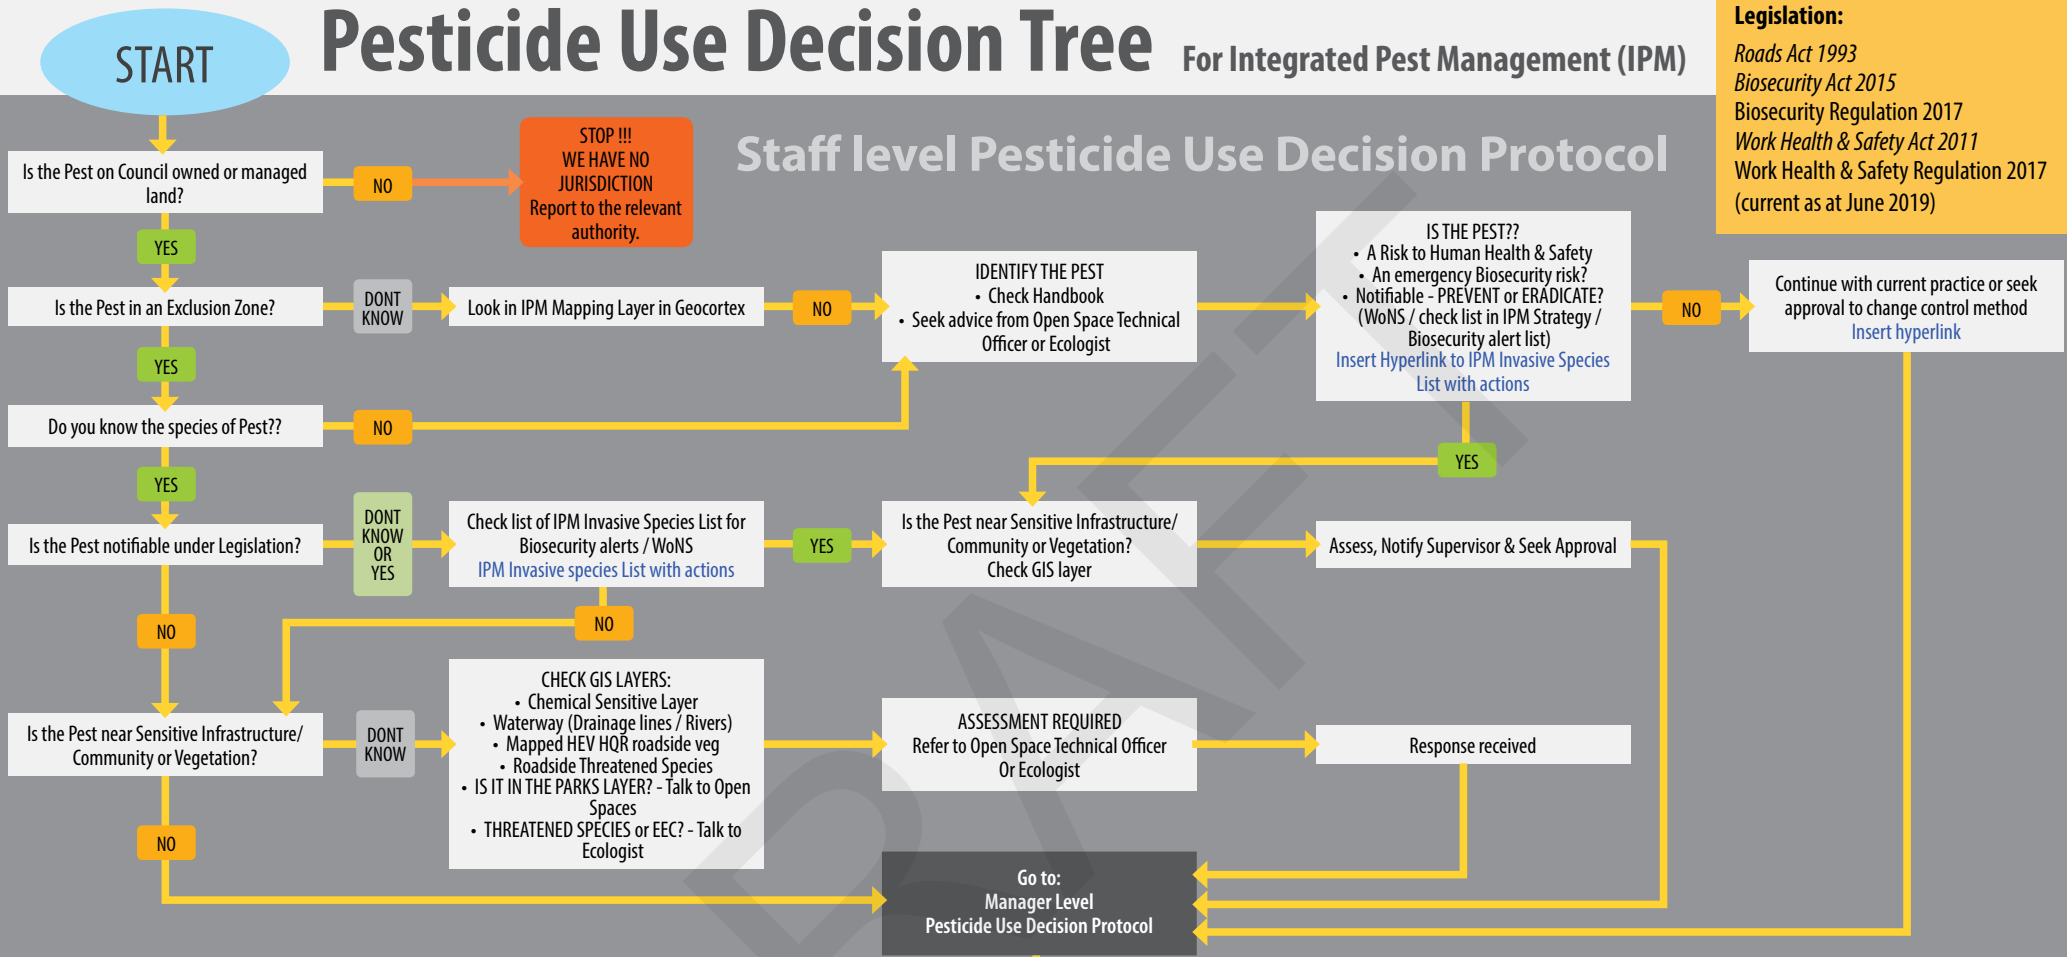 START
Pesticide Use Decision Tree For Integrated Pest Management (IPM)
Legislation:
Roads Act 1993
Biosecurity Act 2015
Biosecurity Regulation 2017
Work Health & Safety Act 2011
Work Health & Safety Regulation 2017
(current as at June 2019)
Staff level Pesticide Use Decision Protocol
Is the Pest on Council owned or managed
land?
NO
STOP !!!
WE HAVE NO
JURISDICTION
Report to the relevant
authority.
YES
Is the Pest in an Exclusion Zone?
DONT
KNOW
Look in IPM Mapping Layer in Geocortex
NO
IDENTIFY THE PEST
• Check Handbook
• Seek advice from Open Space Technical
Officer or Ecologist
IS THE PEST??
• A Risk to Human Health & Safety
• An emergency Biosecurity risk?
• Notifiable - PREVENT or ERADICATE?
(WoNS / check list in IPM Strategy /
Biosecurity alert list)
Insert Hyperlink to IPM Invasive Species
List with actions
NO
Continue with current practice or seek
approval to change control method
Insert hyperlink
YES
Do you know the species of Pest??
NO
YES
YES
Is the Pest notifiable under Legislation?
DONT
KNOW
OR
YES
Check list of IPM Invasive Species List for
Biosecurity alerts / WoNS
IPM Invasive species List with actions
YES
Is the Pest near Sensitive Infrastructure/
Community or Vegetation?
Check GIS layer
Assess, Notify Supervisor & Seek Approval
NO
NO
Is the Pest near Sensitive Infrastructure/
Community or Vegetation?
DONT
KNOW
CHECK GIS LAYERS:
• Chemical Sensitive Layer
• Waterway (Drainage lines / Rivers)
• Mapped HEV HQR roadside veg
• Roadside Threatened Species
• IS IT IN THE PARKS LAYER? - Talk to Open
Spaces
• THREATENED SPECIES or EEC? - Talk to
Ecologist
ASSESSMENT REQUIRED
Refer to Open Space Technical Officer
Or Ecologist
Response received
NO
Go to:
Manager Level
Pesticide Use Decision Protocol
RAFT